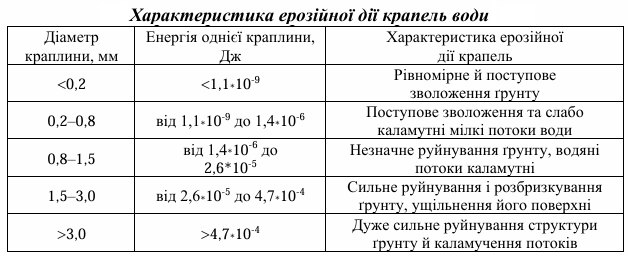 Характеристика ерозійної дії крапель води
Діаметр краплини, мм | Енергія однієї краплини, Дж | Характеристика ерозійної дії крапель
<0,2 | <1,1*10⁻⁹ | Рівномірне й поступове зволоження ґрунту
0,2–0,8 | від 1,1*10⁻⁹ до 1,4*10⁻⁶ | Поступове зволоження та слабо каламутні мілкі потоки води
0,8–1,5 | від 1,4*10⁻⁶ до 2,6*10⁻⁵ | Незначне руйнування ґрунту, водяні потоки каламутні
1,5–3,0 | від 2,6*10⁻⁵ до 4,7*10⁻⁴ | Сильне руйнування і розбризкування ґрунту, ущільнення його поверхні
>3,0 | >4,7*10⁻⁴ | Дуже сильне руйнування структури ґрунту й каламучення потоків